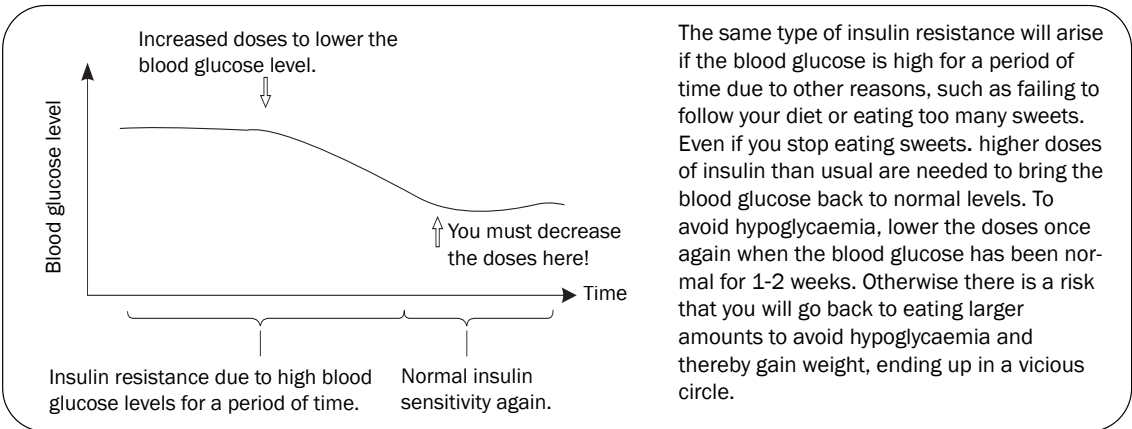 Increased doses to lower the
blood glucose level.
Blood glucose level
You must decrease
the doses here!
Time
Insulin resistance due to high blood
glucose levels for a period of time.
Normal insulin
sensitivity again.
The same type of insulin resistance will arise
if the blood glucose is high for a period of
time due to other reasons, such as failing to
follow your diet or eating too many sweets.
Even if you stop eating sweets. higher doses
of insulin than usual are needed to bring the
blood glucose back to normal levels. To
avoid hypoglycaemia, lower the doses once
again when the blood glucose has been nor-
mal for 1-2 weeks. Otherwise there is a risk
that you will go back to eating larger
amounts to avoid hypoglycaemia and
thereby gain weight, ending up in a vicious
circle.